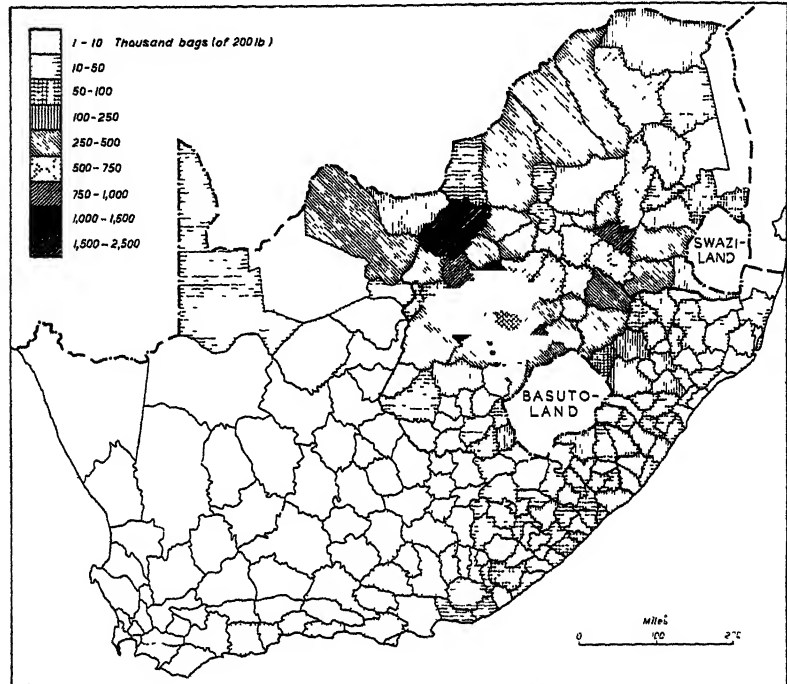 1 - 10 Thousand bags (of 200 lb)
10 - 50
50 - 100
100 - 250
250 - 500
500 - 750
750 - 1,000
1,000 - 1,500
1,500 - 2,500
SWAZI-
LAND
BASUTO-
LAND
Miles
0 100 200